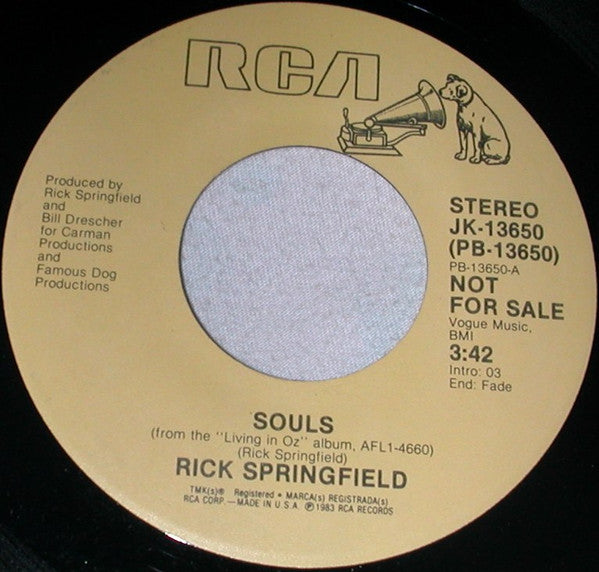 RCA
Produced by
Rick Springfield
and
Bill Drescher
for Carman
Productions
and
Famous Dog
Productions
STEREO
JK-13650
(PB-13650)
PB-13650-A
NOT
FOR SALE
Vogue Music,
BMI
3:42
Intro: 03
End: Fade
SOULS
(from the "Living in Oz" album, AFL1-4660)
(Rick Springfield)
RICK SPRINGFIELD
TMK(s)® Registered • MARCA(s) REGISTRADA(s)
RCA CORP.—MADE IN U.S.A. ℗1983 RCA RECORDS